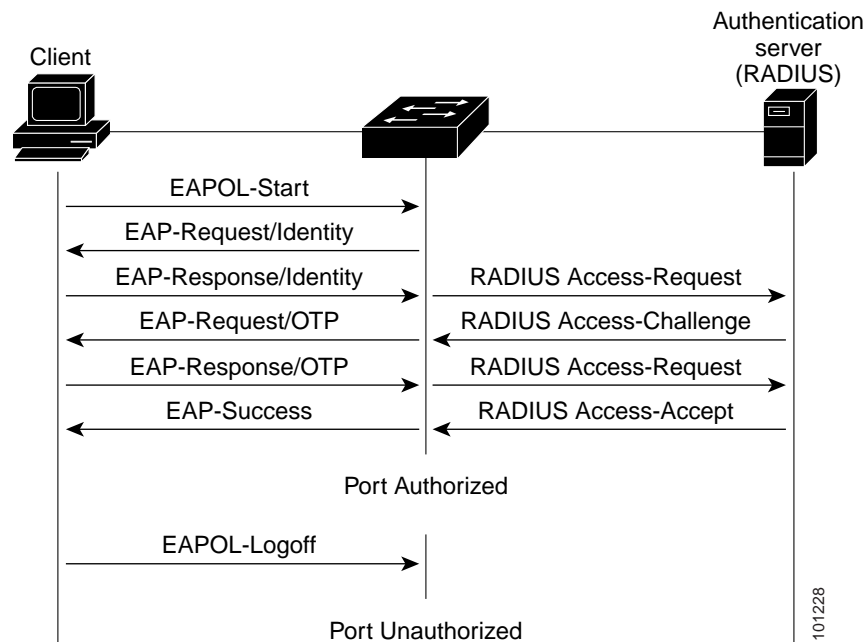 Client
Authentication
server
(RADIUS)
EAPOL-Start
EAP-Request/Identity
EAP-Response/Identity
RADIUS Access-Request
EAP-Request/OTP
RADIUS Access-Challenge
EAP-Response/OTP
RADIUS Access-Request
EAP-Success
RADIUS Access-Accept
Port Authorized
EAPOL-Logoff
Port Unauthorized
101228